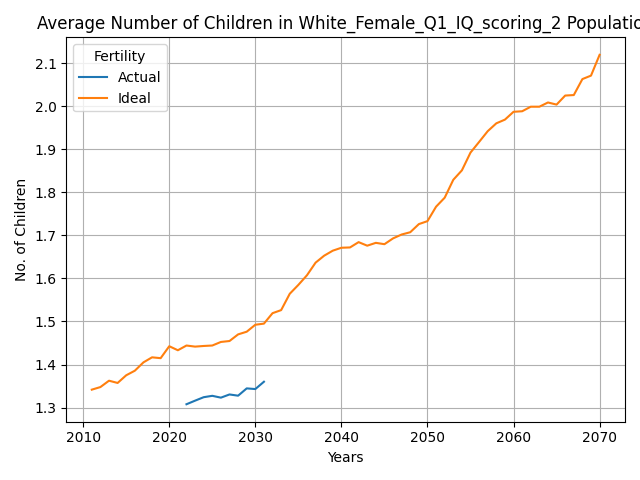 Average Number of Children in White_Female_Q1_IQ_scoring_2 Populatio
Fertility
Actual
Ideal
No. of Children
2.1
2.0
1.9
1.8
1.7
1.6
1.5
1.4
1.3
2010 2020 2030 2040 2050 2060 2070
Years